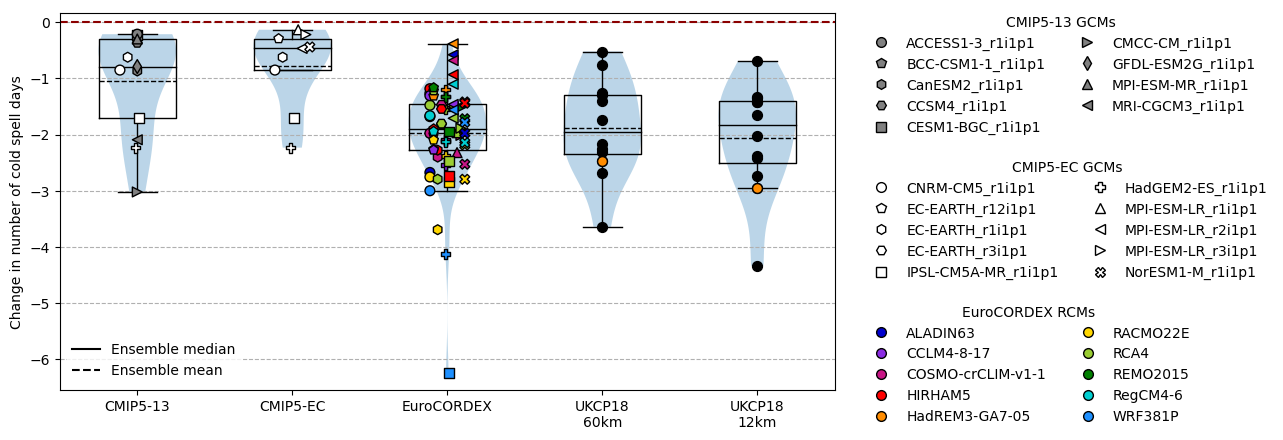 Change in number of cold spell days
0
−1
−2
−3
−4
−5
−6
Ensemble median
Ensemble mean
CMIP5-13
CMIP5-EC
EuroCORDEX
UKCP18
60km
UKCP18
12km
CMIP5-13 GCMs
ACCESS1-3_r1i1p1
BCC-CSM1-1_r1i1p1
CanESM2_r1i1p1
CCSM4_r1i1p1
CESM1-BGC_r1i1p1
CMCC-CM_r1i1p1
GFDL-ESM2G_r1i1p1
MPI-ESM-MR_r1i1p1
MRI-CGCM3_r1i1p1
CMIP5-EC GCMs
CNRM-CM5_r1i1p1
EC-EARTH_r12i1p1
EC-EARTH_r1i1p1
EC-EARTH_r3i1p1
IPSL-CM5A-MR_r1i1p1
HadGEM2-ES_r1i1p1
MPI-ESM-LR_r1i1p1
MPI-ESM-LR_r2i1p1
MPI-ESM-LR_r3i1p1
NorESM1-M_r1i1p1
EuroCORDEX RCMs
ALADIN63
CCLM4-8-17
COSMO-crCLIM-v1-1
HIRHAM5
HadREM3-GA7-05
RACMO22E
RCA4
REMO2015
RegCM4-6
WRF381P